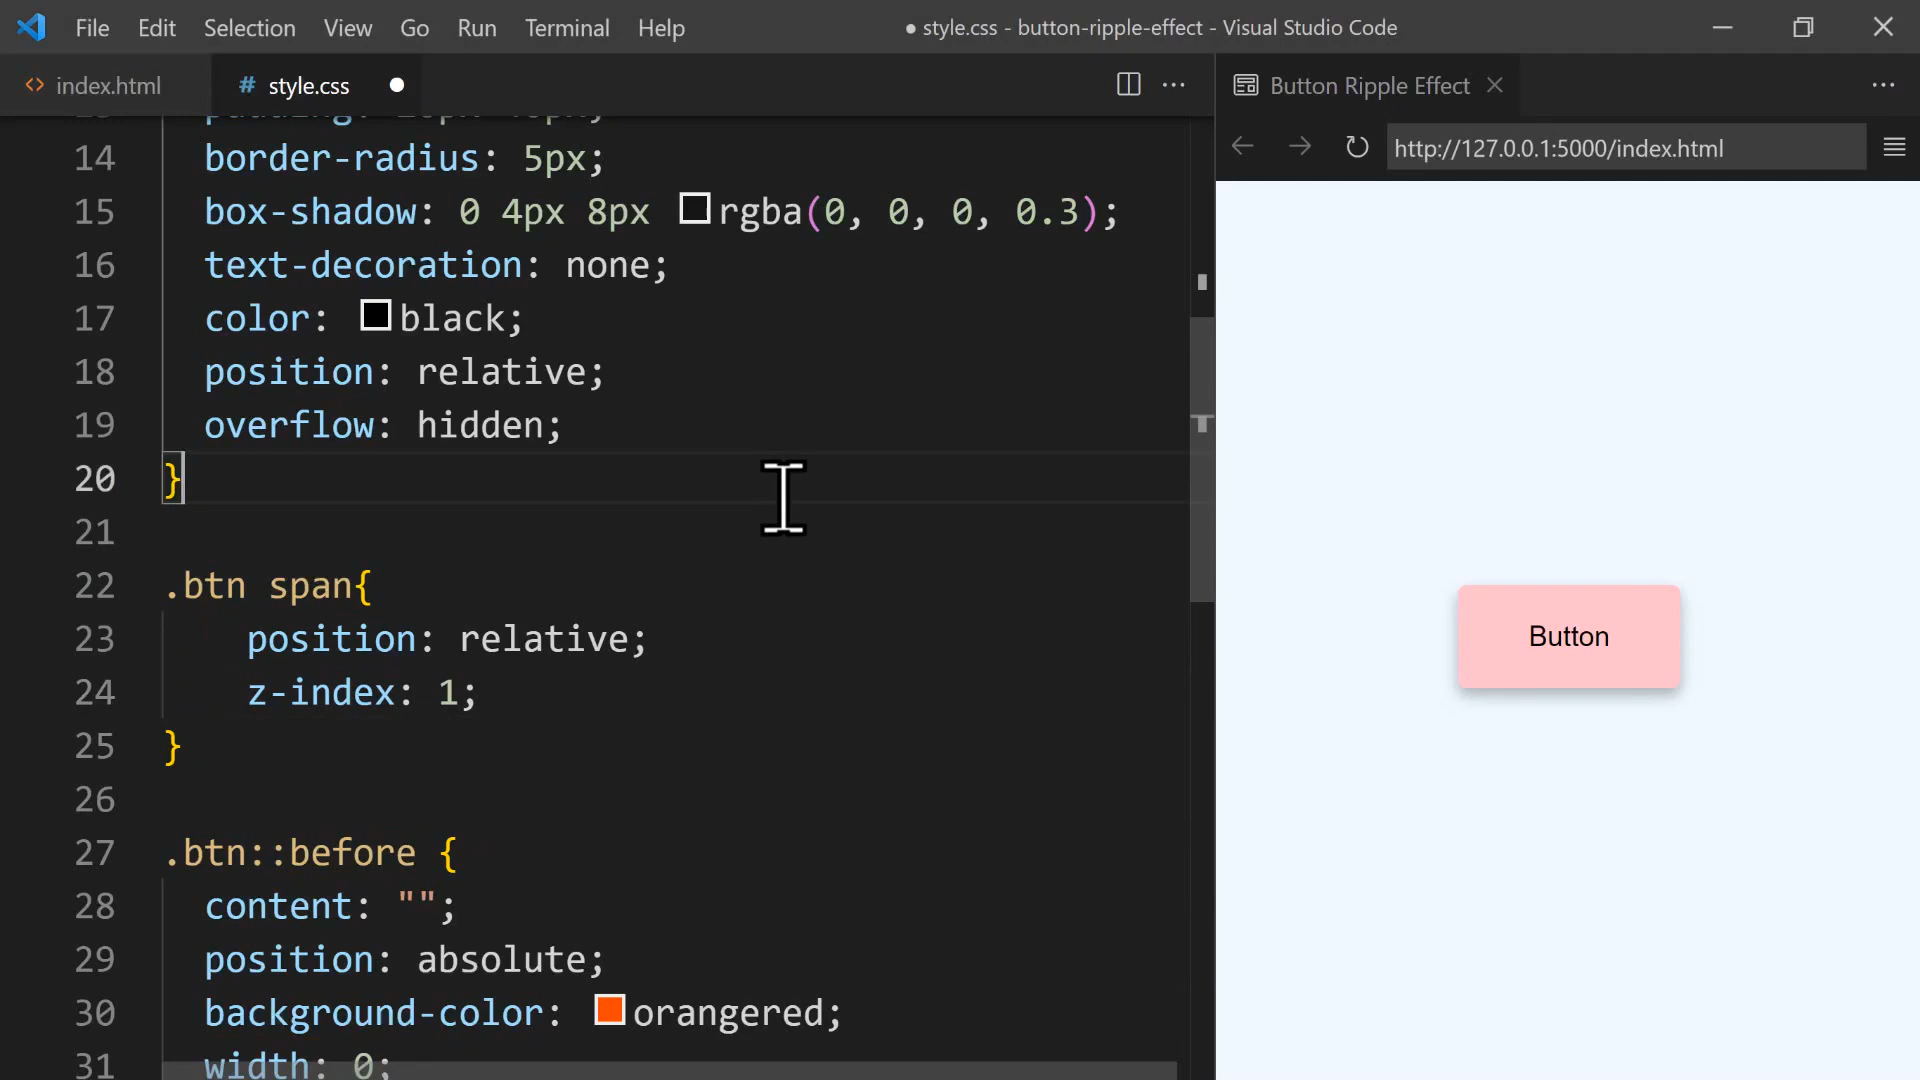 File Edit Selection View Go Run Terminal Help
● style.css - button-ripple-effect - Visual Studio Code
index.html
# style.css
Button Ripple Effect
http://127.0.0.1:5000/index.html
14 border-radius: 5px;
15 box-shadow: 0 4px 8px rgba(0, 0, 0, 0.3);
16 text-decoration: none;
17 color: black;
18 position: relative;
19 overflow: hidden;
20 }
21
22 .btn span{
23 position: relative;
24 z-index: 1;
25 }
26
27 .btn::before {
28 content: "";
29 position: absolute;
30 background-color: orangered;
31 width: 0;
Button